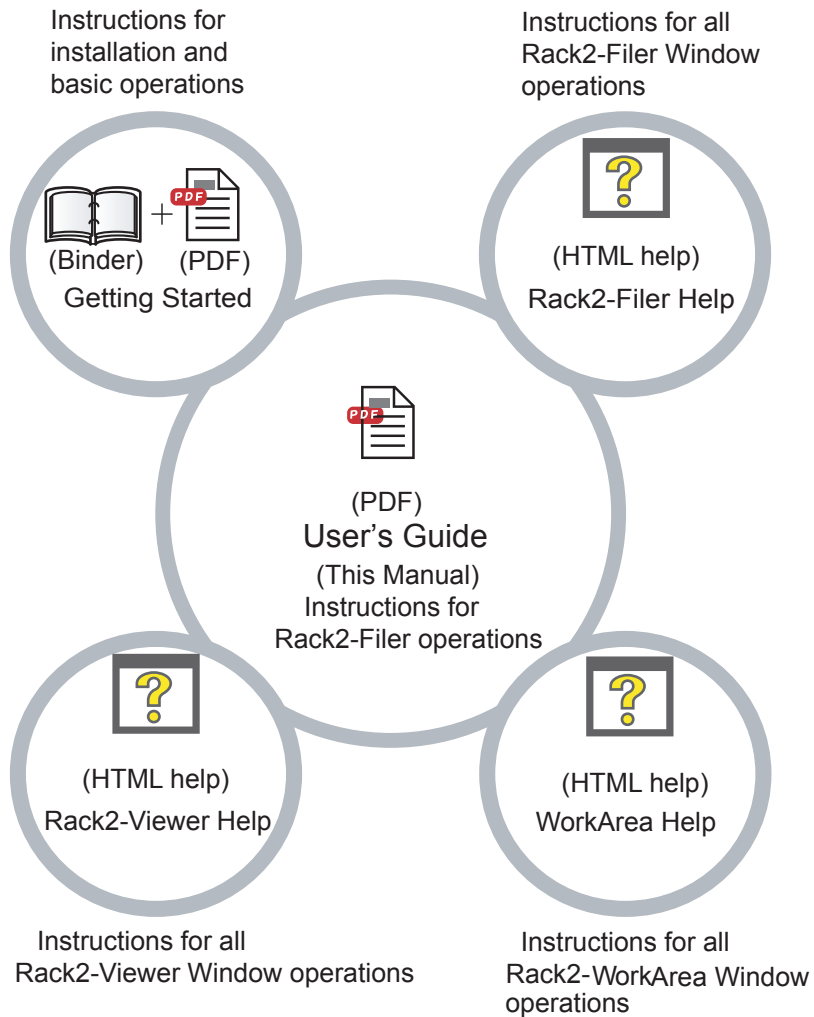 Instructions for
installation and
basic operations
Instructions for all
Rack2-Filer Window
operations
PDF
+
(Binder) (PDF)
Getting Started
?
(HTML help)
Rack2-Filer Help
PDF
(PDF)
User's Guide
(This Manual)
Instructions for
Rack2-Filer operations
?
(HTML help)
Rack2-Viewer Help
?
(HTML help)
WorkArea Help
Instructions for all
Rack2-Viewer Window operations
Instructions for all
Rack2-WorkArea Window
operations